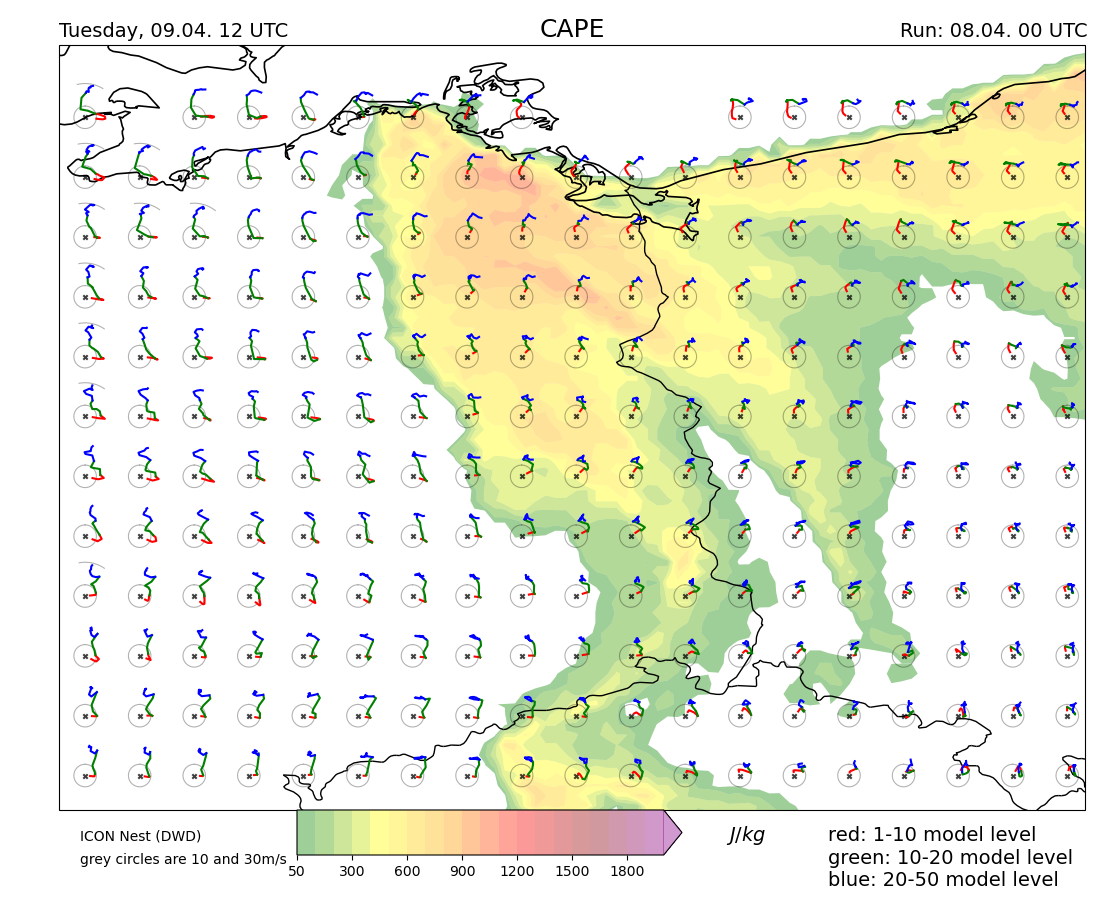 Tuesday, 09.04. 12 UTC
CAPE
Run: 08.04. 00 UTC
ICON Nest (DWD)
grey circles are 10 and 30m/s
50 300 600 900 1200 1500 1800
J/kg
red: 1-10 model level
green: 10-20 model level
blue: 20-50 model level